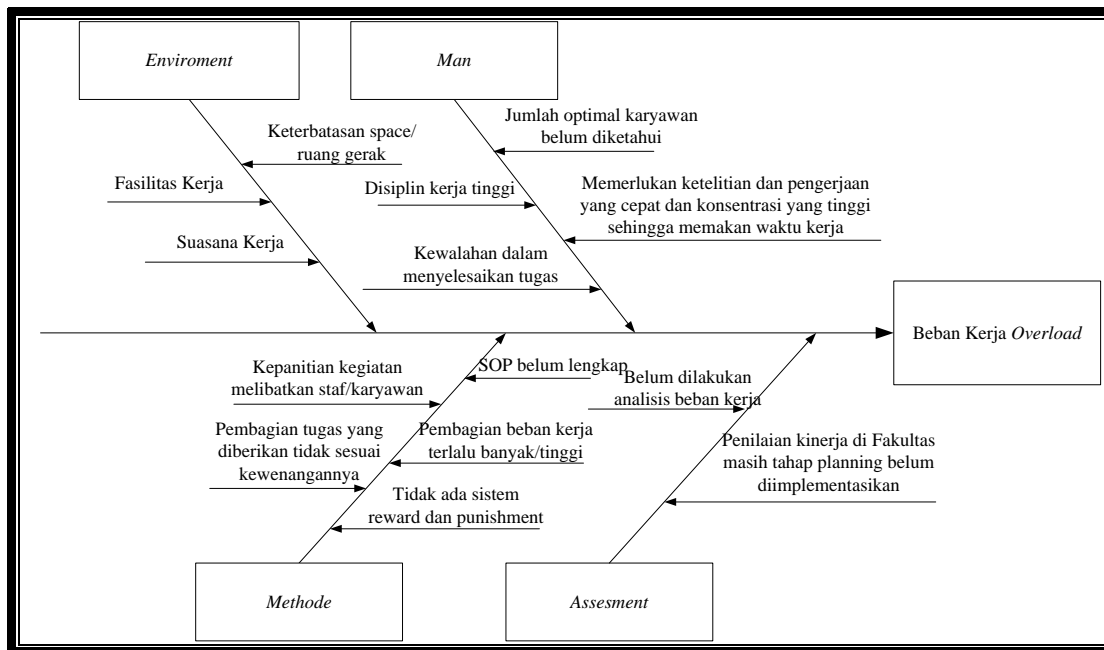 Enviroment
Man
Jumlah optimal karyawan
belum diketahui
Keterbatasan space/
ruang gerak
Fasilitas Kerja
Disiplin kerja tinggi
Memerlukan ketelitian dan pengerjaan
yang cepat dan konsentrasi yang tinggi
sehingga memakan waktu kerja
Suasana Kerja
Kewalahan dalam
menyelesaikan tugas
Beban Kerja Overload
Kepanitian kegiatan
melibatkan staf/karyawan
SOP belum lengkap
Belum dilakukan
analisis beban kerja
Pembagian tugas yang
diberikan tidak sesuai
kewenangannya
Pembagian beban kerja
terlalu banyak/tinggi
Penilaian kinerja di Fakultas
masih tahap planning belum
diimplementasikan
Tidak ada sistem
reward dan punishment
Methode
Assesment